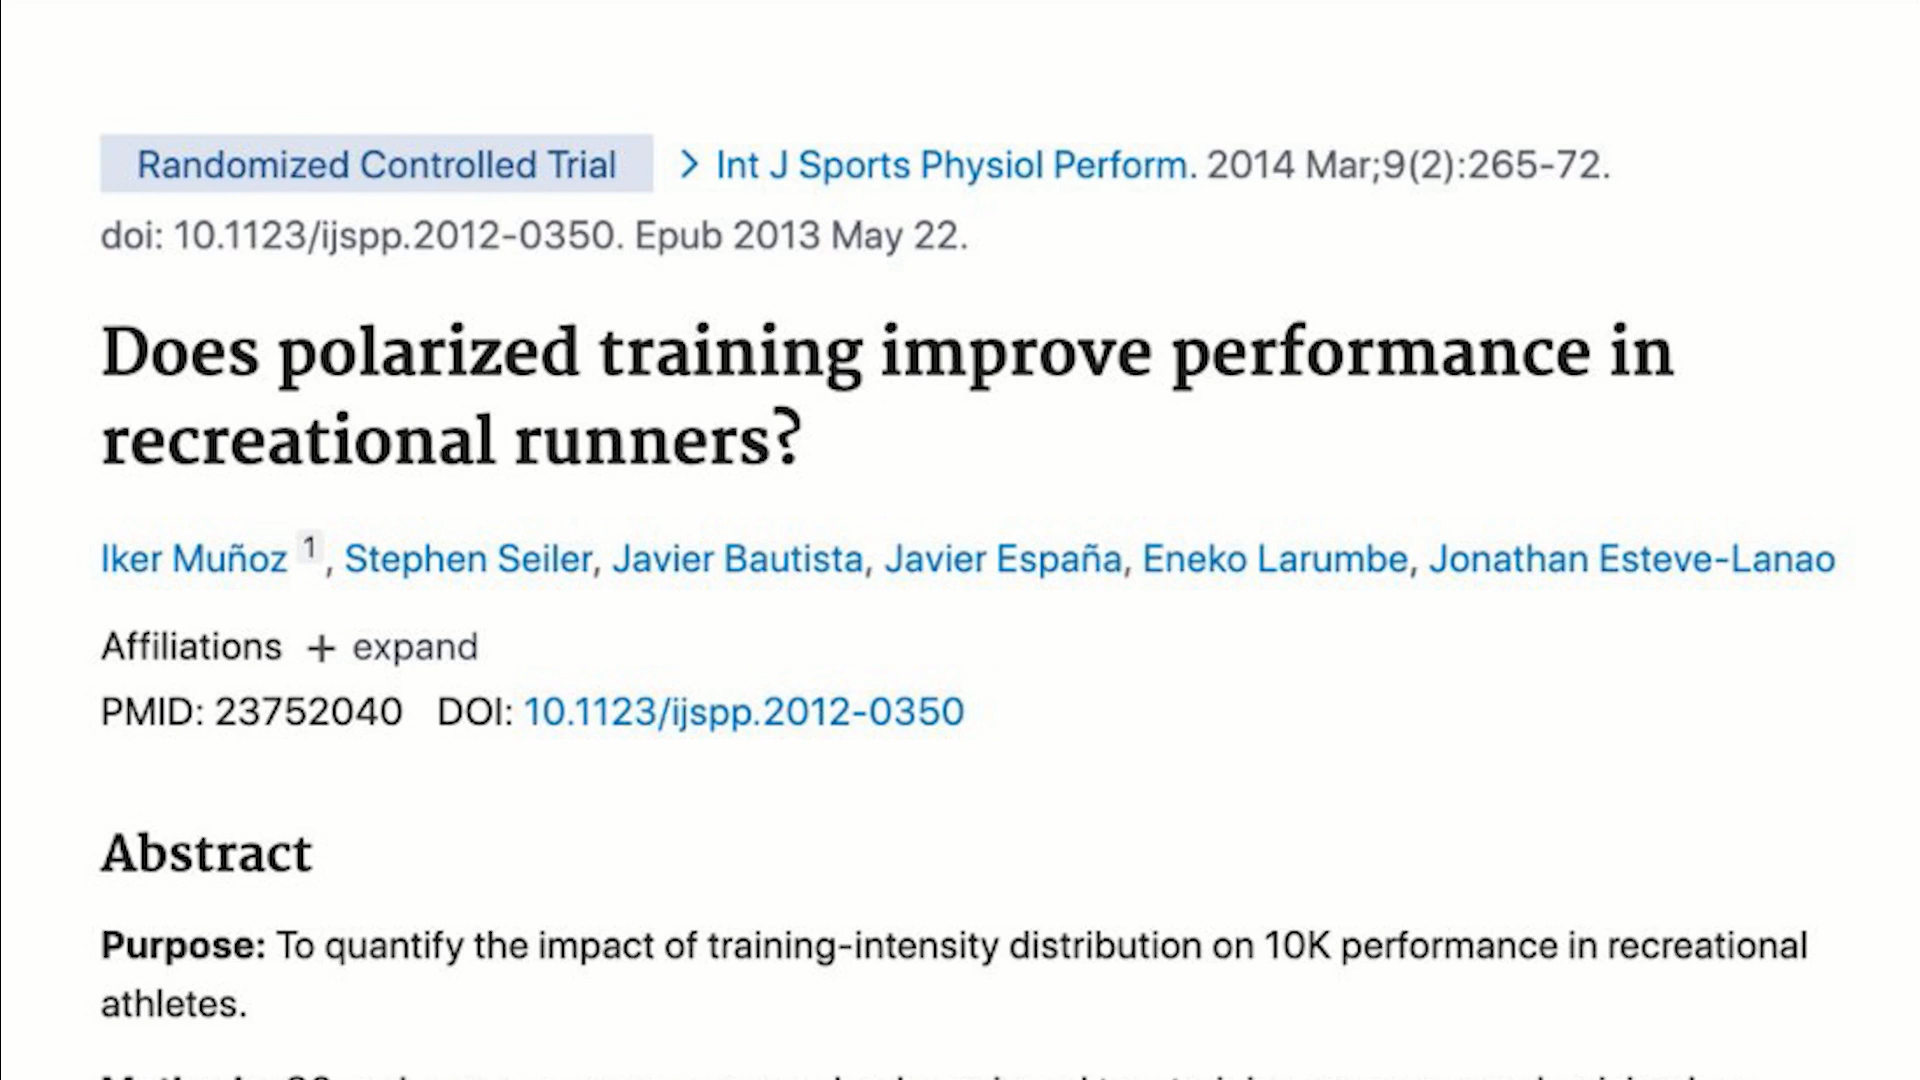 Randomized Controlled Trial > Int J Sports Physiol Perform. 2014 Mar;9(2):265-72.
doi: 10.1123/ijspp.2012-0350. Epub 2013 May 22.
Does polarized training improve performance in
recreational runners?
Iker Muñoz 1, Stephen Seiler, Javier Bautista, Javier España, Eneko Larumbe, Jonathan Esteve-Lanao
Affiliations + expand
PMID: 23752040 DOI: 10.1123/ijspp.2012-0350
Abstract
Purpose: To quantify the impact of training-intensity distribution on 10K performance in recreational
athletes.